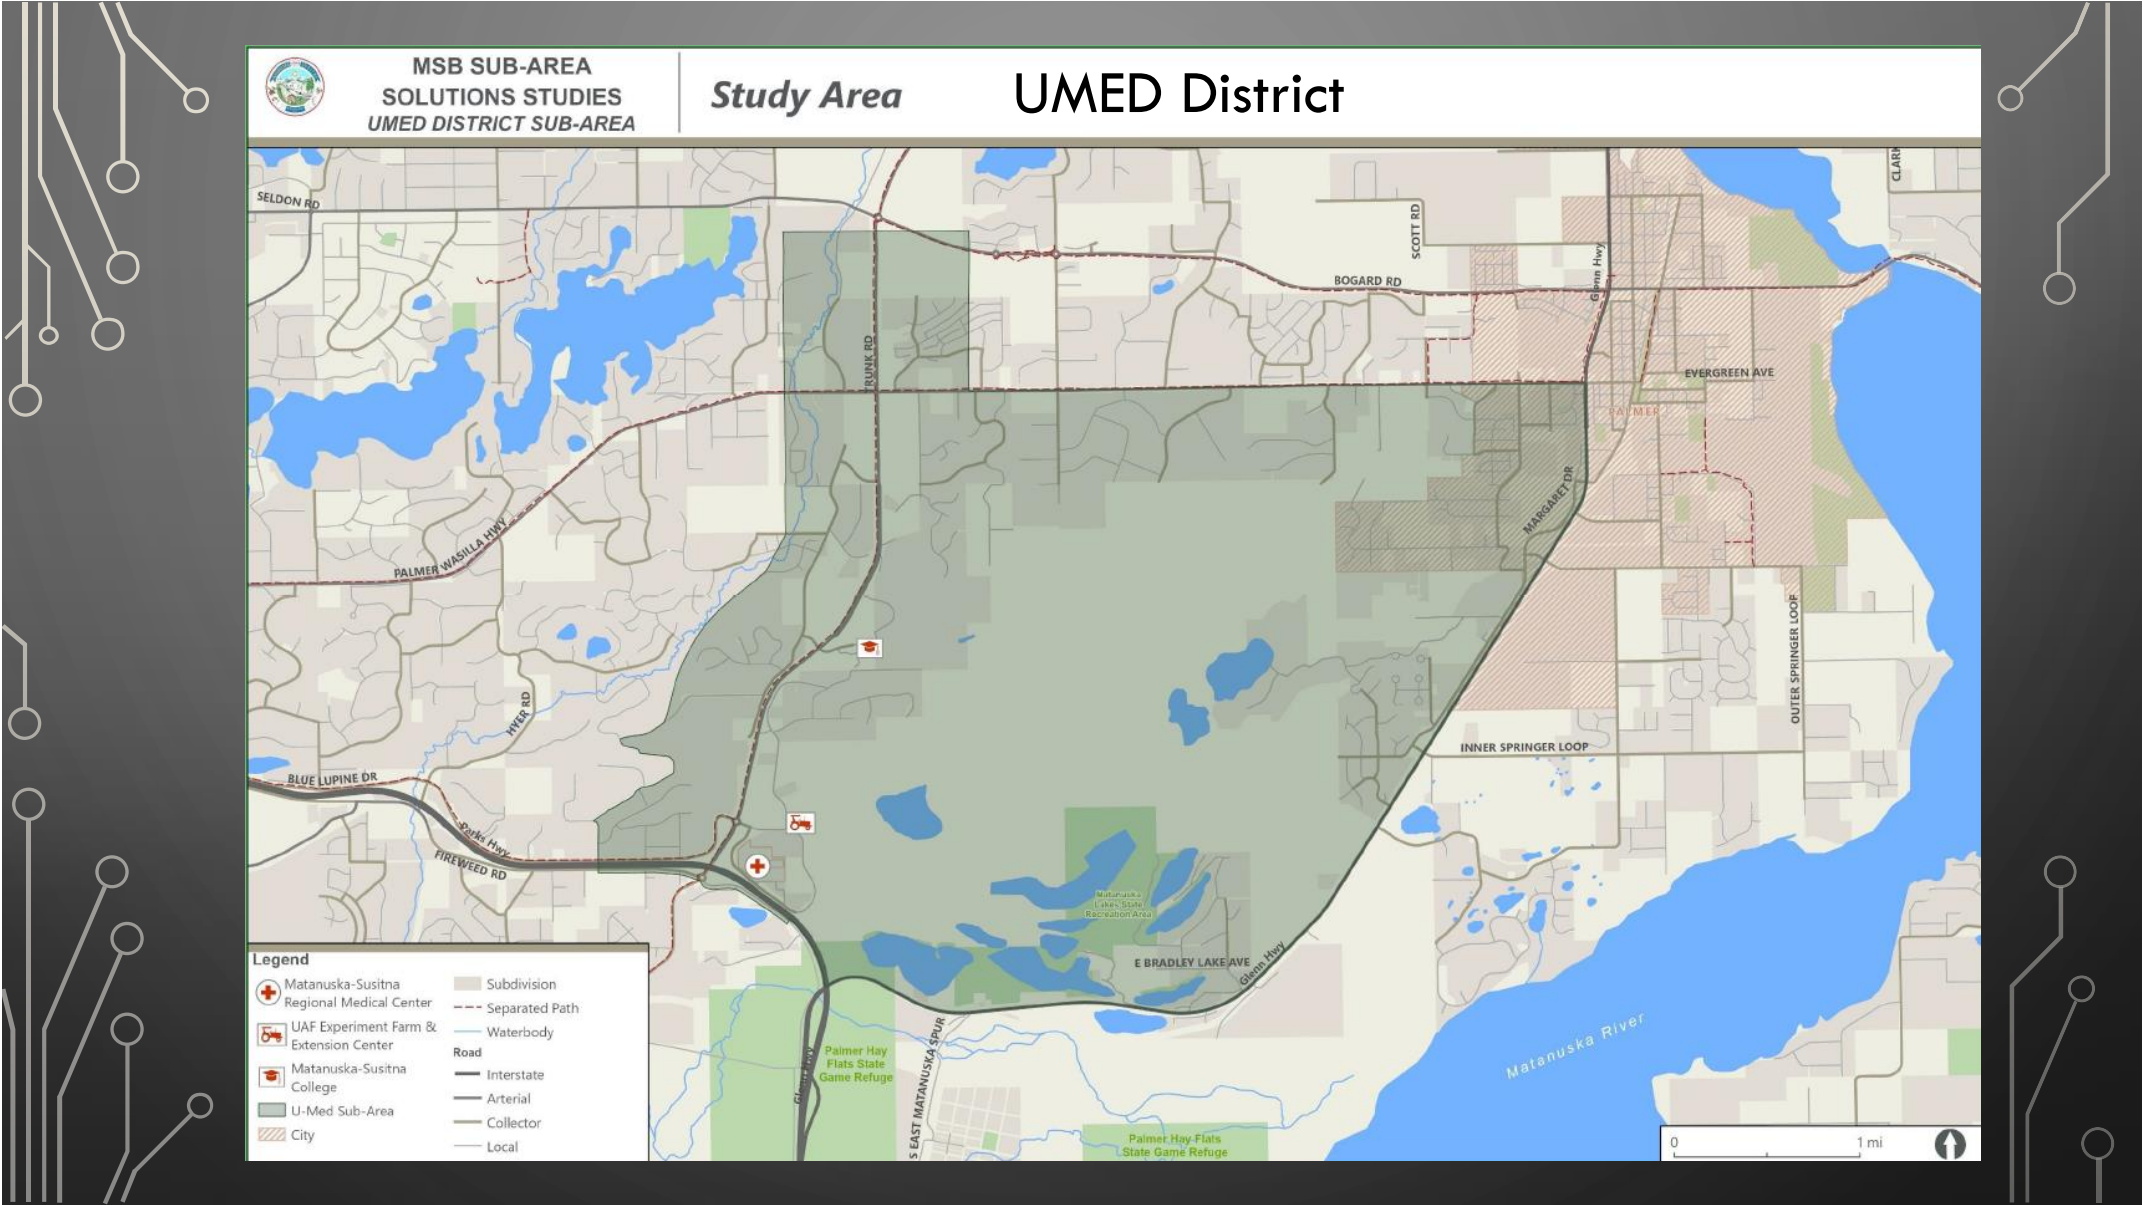 MSB SUB-AREA
SOLUTIONS STUDIES
UMED DISTRICT SUB-AREA
Study Area
UMED District
CLARK
SELDON RD
SCOTT RD
Glenn Hwy
BOGARD RD
TRUNK RD
EVERGREEN AVE
PALMER
MARGARET DR
PALMER WASILLA HWY
OUTER SPRINGER LOOP
HYER RD
INNER SPRINGER LOOP
BLUE LUPINE DR
Parks Hwy
FIREWEED RD
Matanuska
Lakes State
Recreation Area
E BRADLEY LAKE AVE
Glenn Hwy
Matanuska River
Palmer Hay
Flats State
Game Refuge
Glenn Hwy
S EAST MATANUSKA SPUR
Palmer Hay Flats
State Game Refuge
Legend
Matanuska-Susitna
Regional Medical Center
UAF Experiment Farm &
Extension Center
Matanuska-Susitna
College
U-Med Sub-Area
City
Subdivision
Separated Path
Waterbody
Road
Interstate
Arterial
Collector
Local
0 1 mi